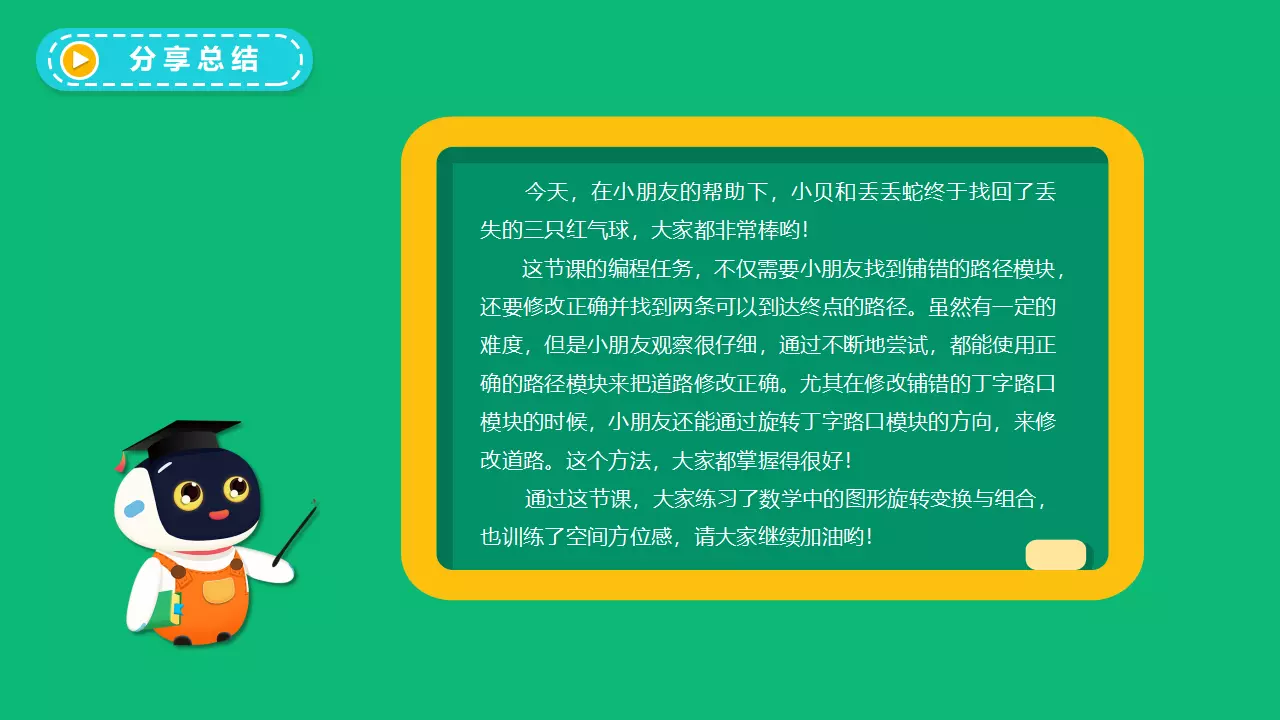 分享总结
今天，在小朋友的帮助下，小贝和丢丢蛇终于找回了丢
失的三只红气球，大家都非常棒哟！
这节课的编程任务，不仅需要小朋友找到铺错的路径模块，
还要修改正确并找到两条可以到达终点的路径。虽然有一定的
难度，但是小朋友观察很仔细，通过不断地尝试，都能使用正
确的路径模块来把道路修改正确。尤其在修改铺错的丁字路口
模块的时候，小朋友还能通过旋转丁字路口模块的方向，来修
改道路。这个方法，大家都掌握得很好！
通过这节课，大家练习了数学中的图形旋转变换与组合，
也训练了空间方位感，请大家继续加油哟！